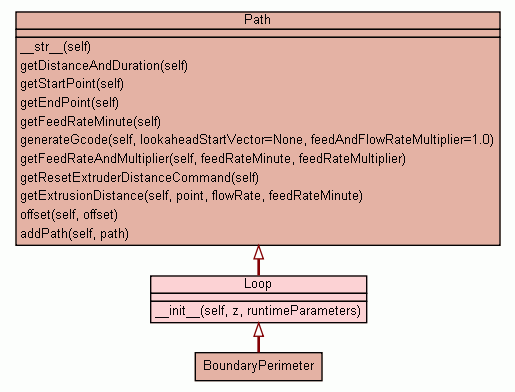 Path
__str__(self)
getDistanceAndDuration(self)
getStartPoint(self)
getEndPoint(self)
getFeedRateMinute(self)
generateGcode(self, lookaheadStartVector=None, feedAndFlowRateMultiplier=1.0)
getFeedRateAndMultiplier(self, feedRateMinute, feedRateMultiplier)
getResetExtruderDistanceCommand(self)
getExtrusionDistance(self, point, flowRate, feedRateMinute)
offset(self, offset)
addPath(self, path)
Loop
__init__(self, z, runtimeParameters)
BoundaryPerimeter